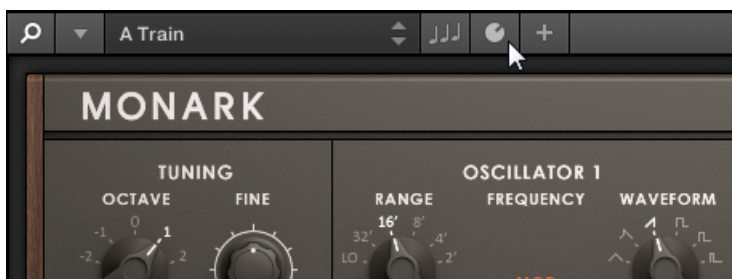 A Train
MONARK
TUNING
OSCILLATOR 1
OCTAVE FINE RANGE FREQUENCY WAVEFORM
0 16' 8'
-1 1 32' 4'
-2 2 LO 2'